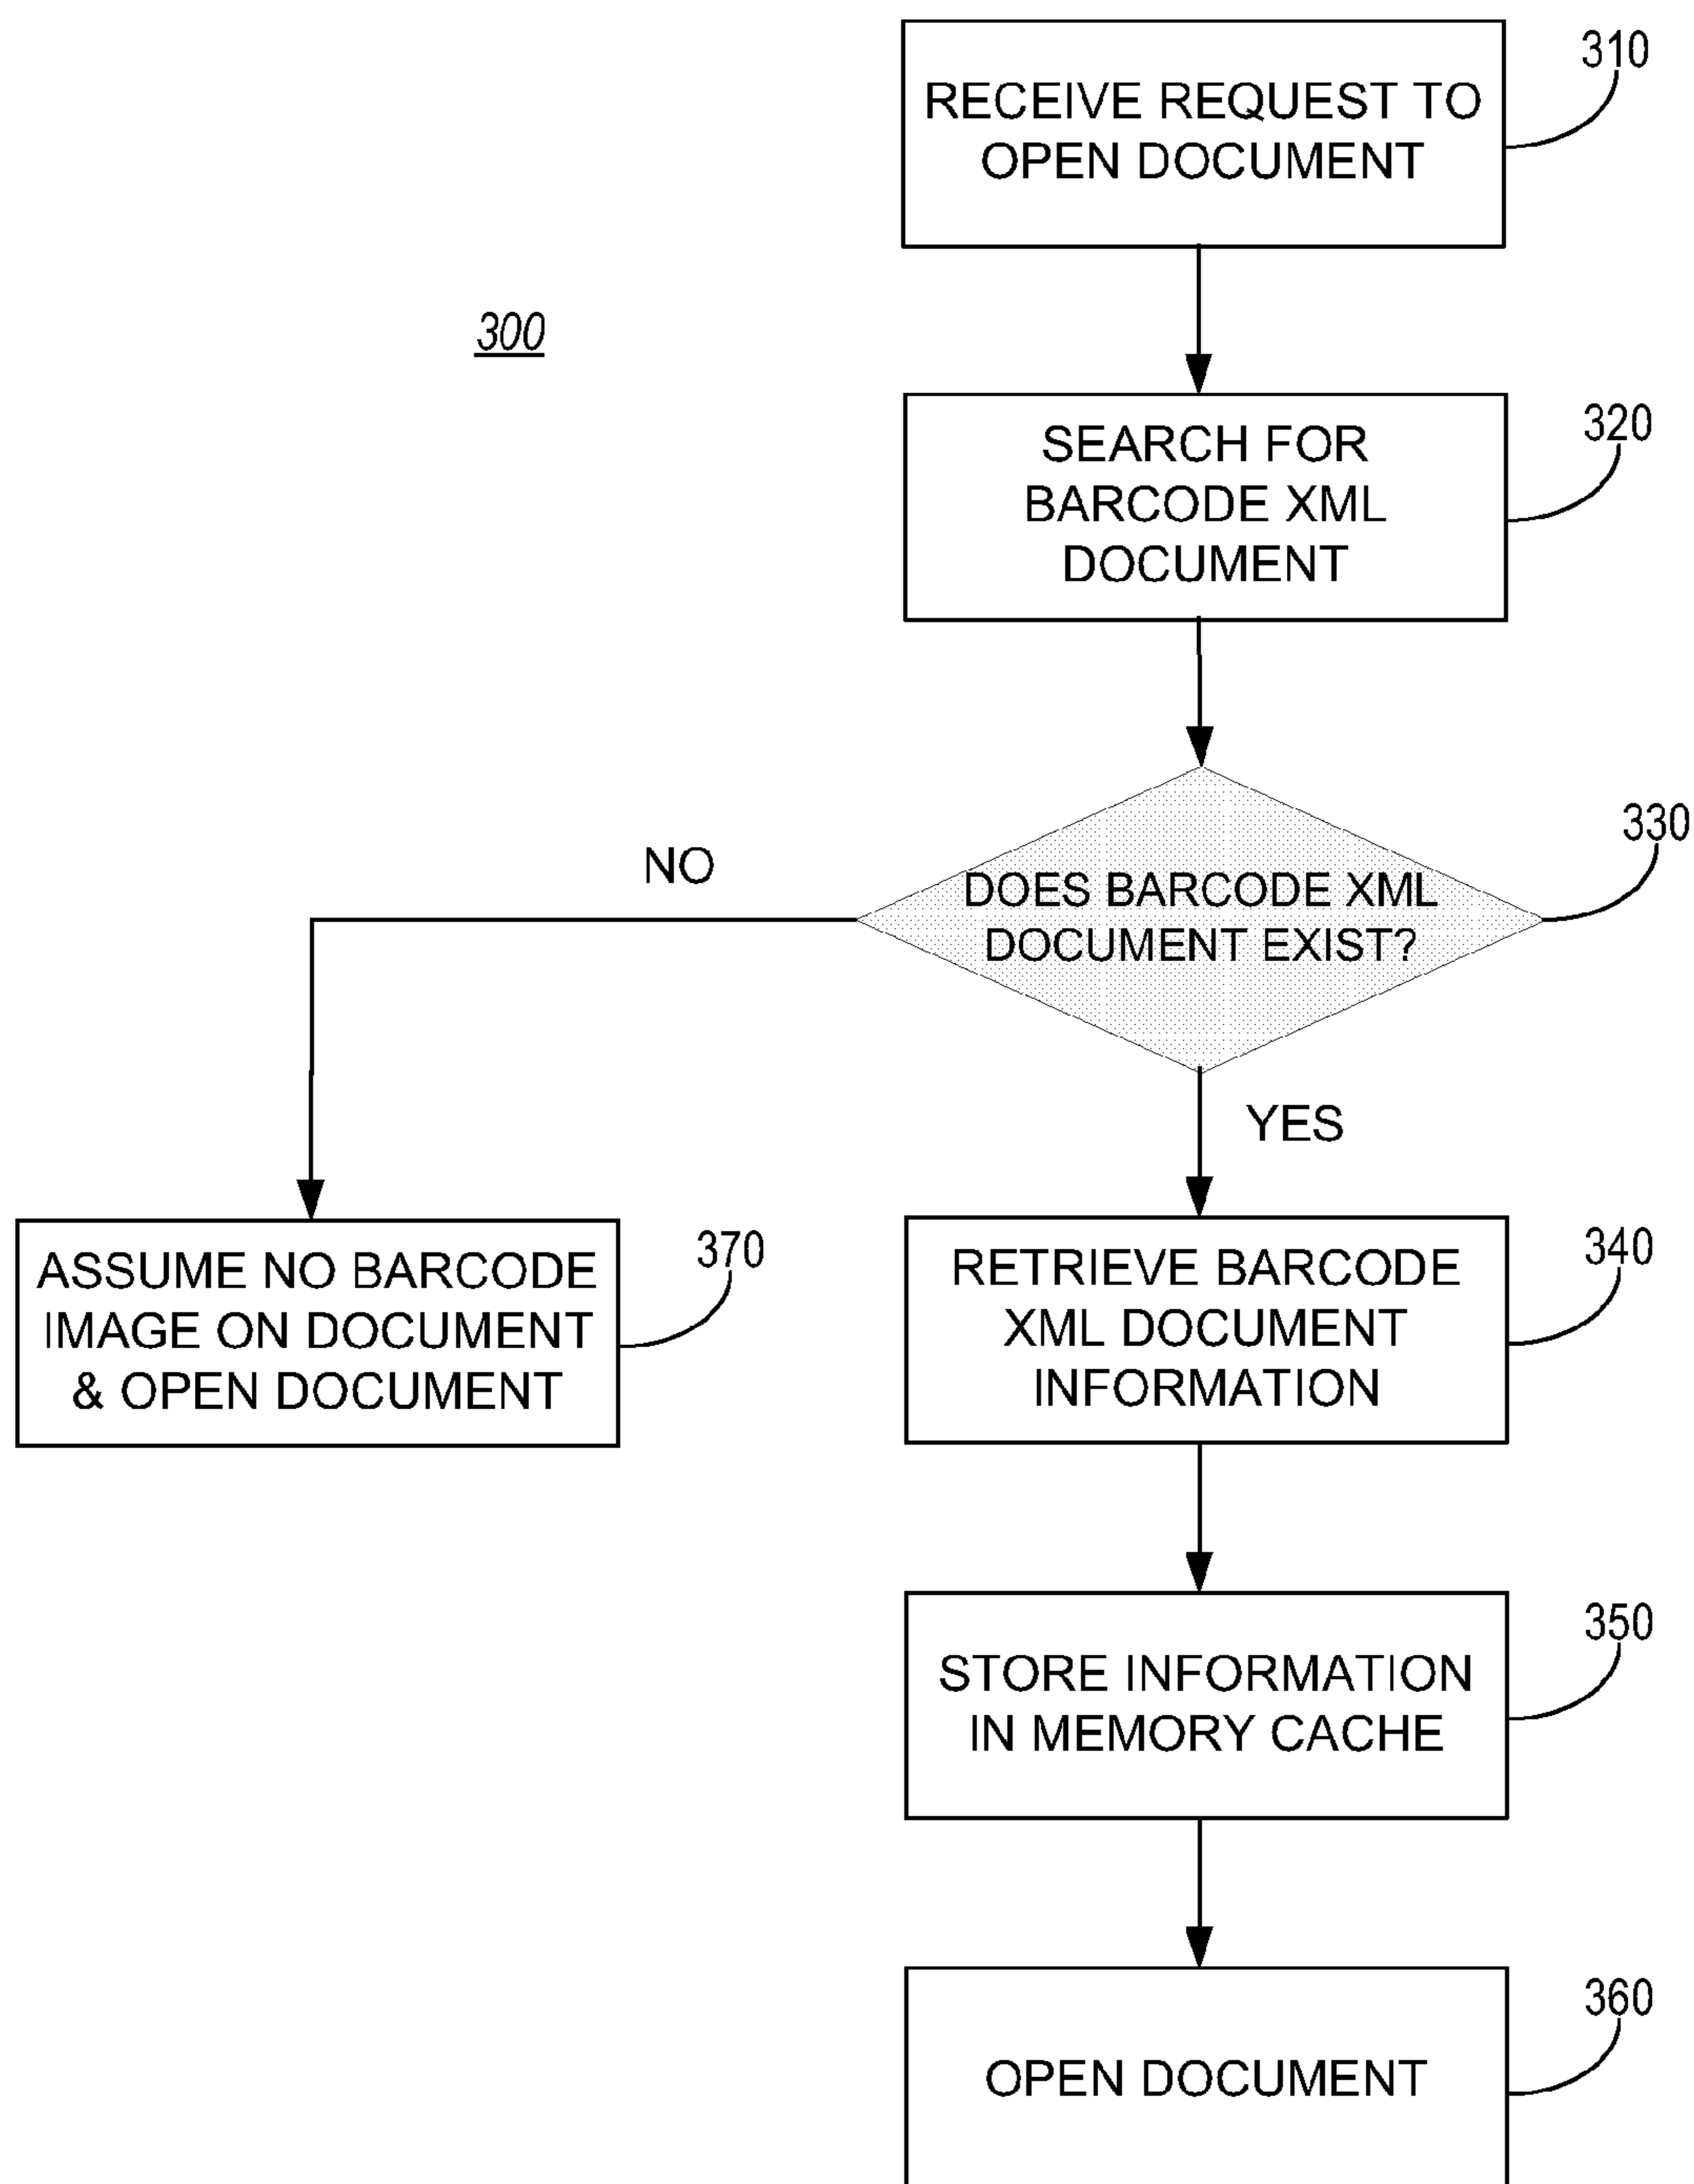 310
RECEIVE REQUEST TO
OPEN DOCUMENT
300
320
SEARCH FOR
BARCODE XML
DOCUMENT
330
NO
DOES BARCODE XML
DOCUMENT EXIST?
YES
370
ASSUME NO BARCODE
IMAGE ON DOCUMENT
& OPEN DOCUMENT
340
RETRIEVE BARCODE
XML DOCUMENT
INFORMATION
350
STORE INFORMATION
IN MEMORY CACHE
360
OPEN DOCUMENT